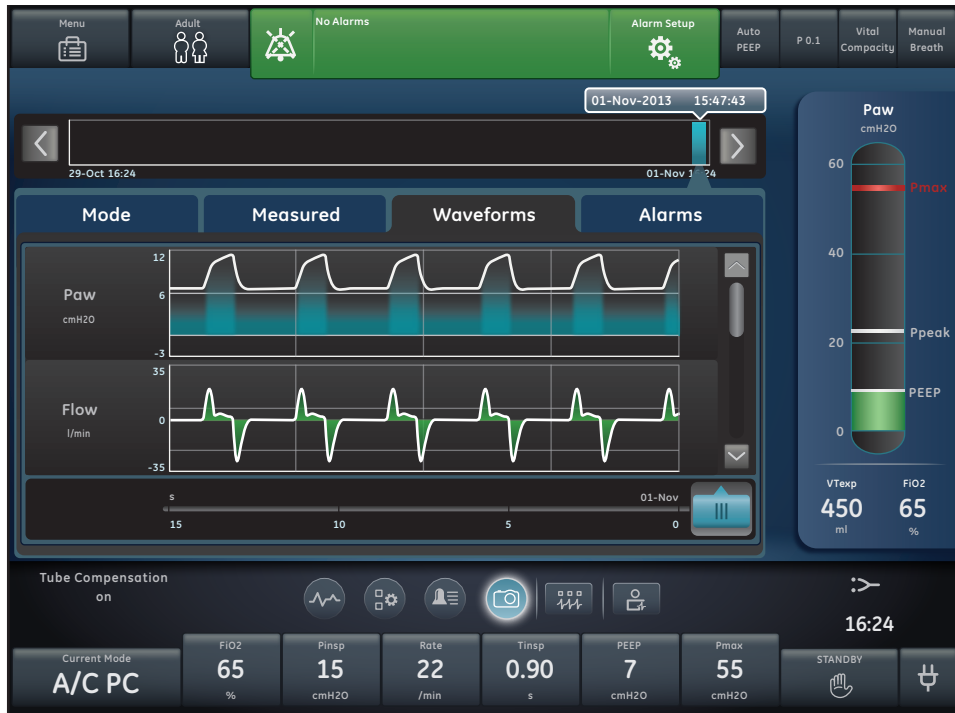 Menu
Adult
No Alarms
Alarm Setup
Auto
PEEP
P 0.1
Vital
Compacity
Manual
Breath
01-Nov-2013 15:47:43
29-Oct 16:24
01-Nov 16:24
Mode
Measured
Waveforms
Alarms
Paw
cmH2O
12
6
-3
Flow
l/min
35
0
-35
s
01-Nov
15
10
5
0
Paw
cmH2O
60
Pmax
40
20
Ppeak
PEEP
0
VTexp
450
ml
FiO2
65
%
Tube Compensation
on
16:24
Current Mode
A/C PC
FiO2
65
%
Pinsp
15
cmH2O
Rate
22
/min
Tinsp
0.90
s
PEEP
7
cmH2O
Pmax
55
cmH2O
STANDBY